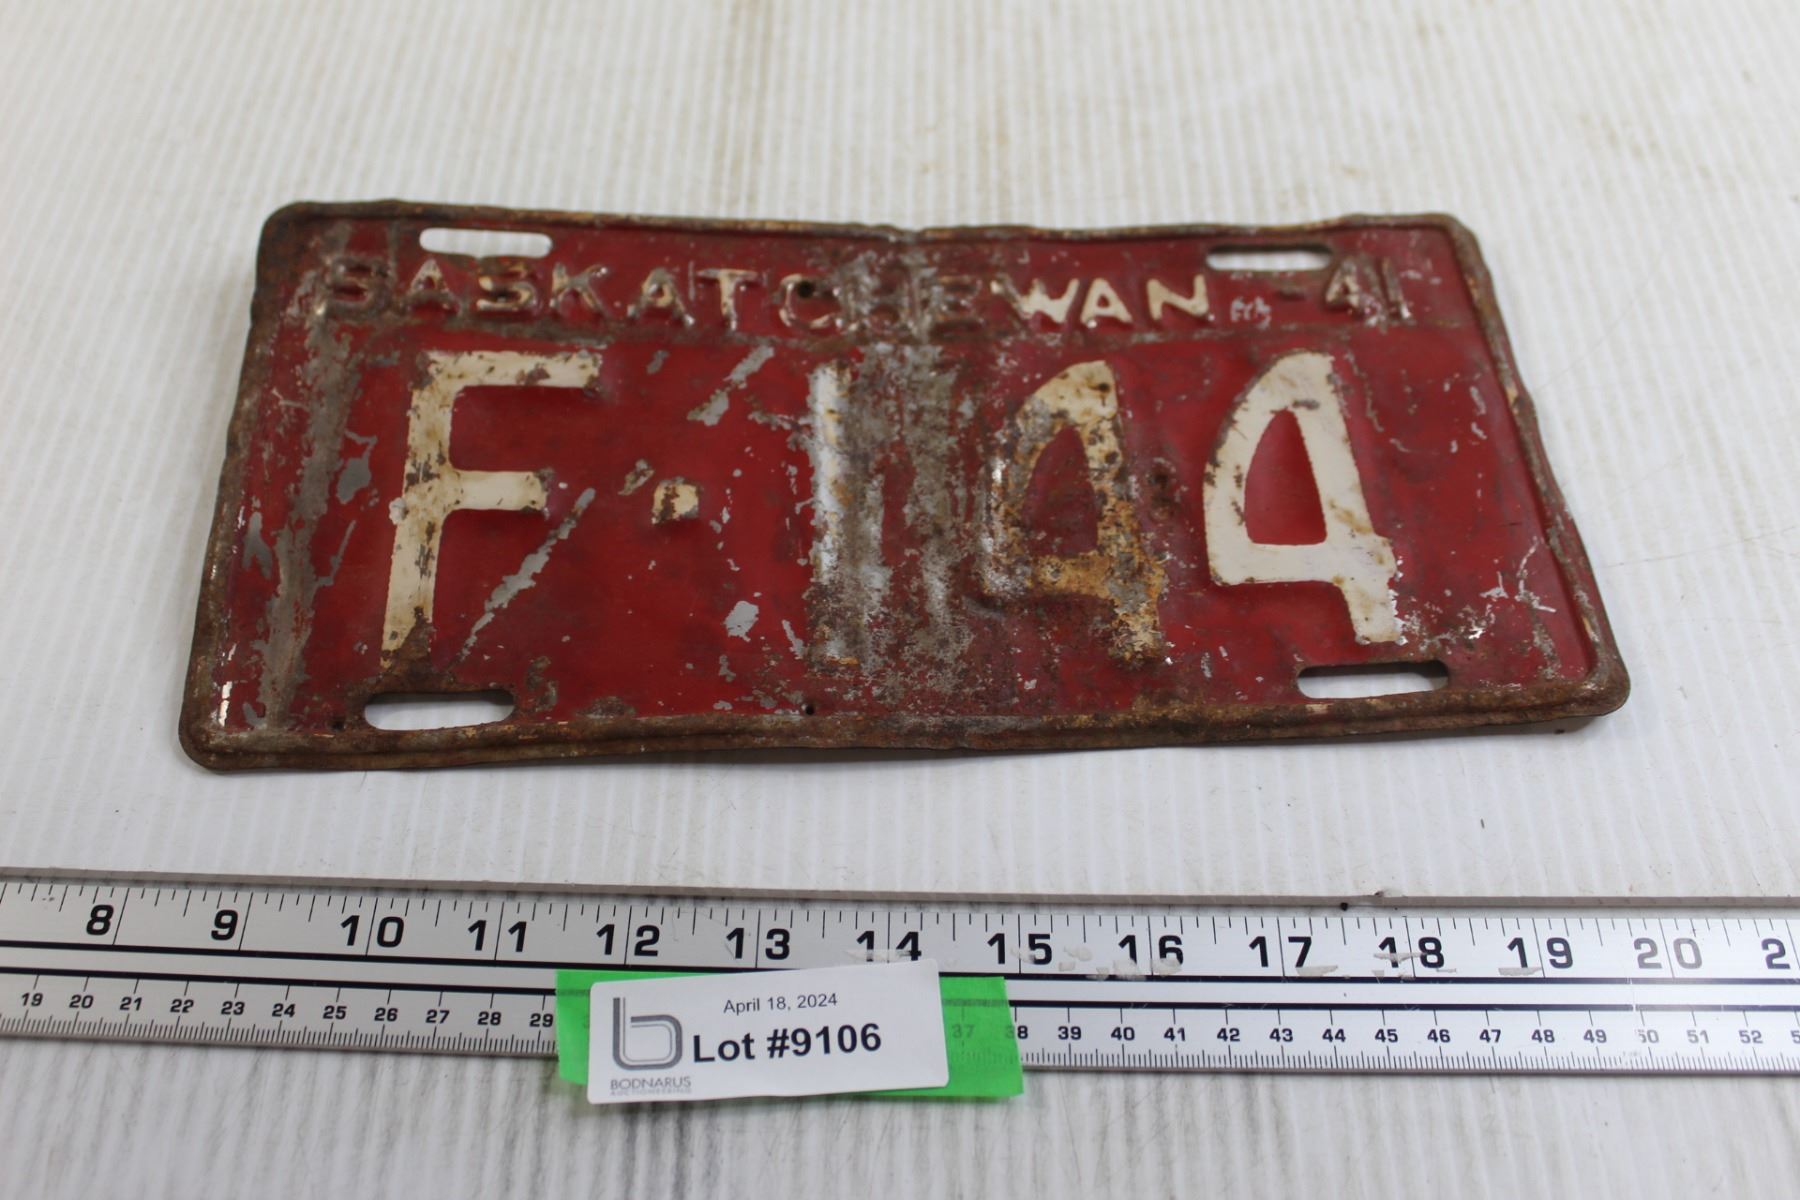 SASKATCHEWAN - 41
F-144
8 9 10 11 12 13 14 15 16 17 18 19 20 2
19 20 21 22 23 24 25 26 27 28 29 37 38 39 40 41 42 43 44 45 46 47 48 49 50 51 52 5
April 18, 2024
Lot #9106
BODNARUS
AUCTIONEERING